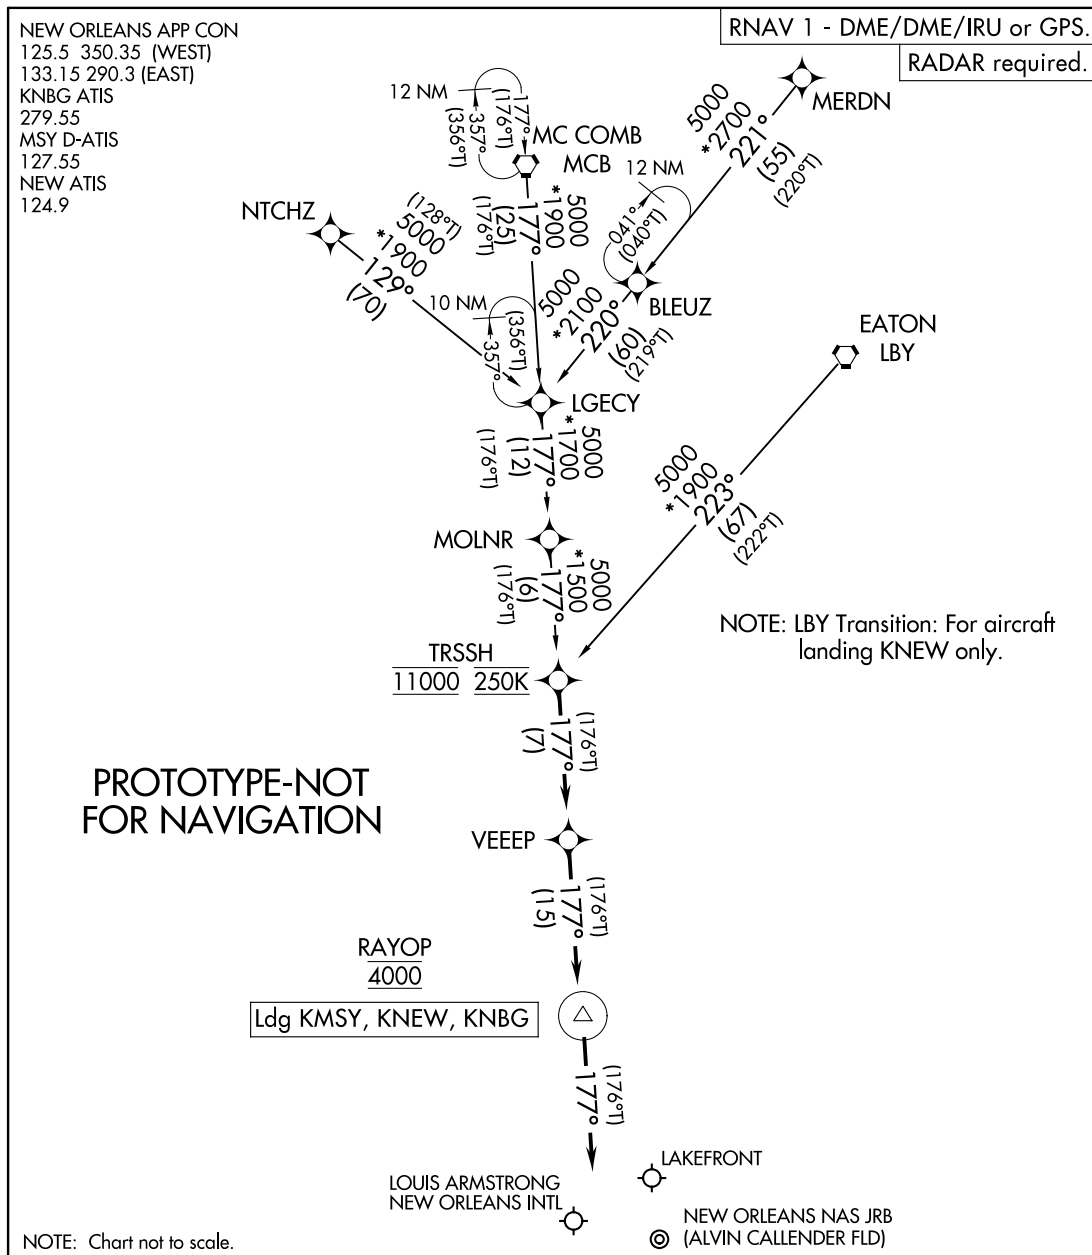 NEW ORLEANS APP CON
125.5 350.35 (WEST)
133.15 290.3 (EAST)
KNBG ATIS
279.55
MSY D-ATIS
127.55
NEW ATIS
124.9
RNAV 1 - DME/DME/IRU or GPS.
RADAR required.
MERDN
5000
*2700
221°
(55)
(220°T)
12 NM
177°
(176°T)
357°
(356°T)
MC COMB
MCB
5000
*1900
177°
(25)
(176°T)
12 NM
041°
(040°T)
BLEUZ
5000
*2100
220°
(60)
(219°T)
NTCHZ
(128°T)
5000
*1900
129°
(70)
10 NM
(356°T)
357°
LGECY
EATON
LBY
5000
*1900
223°
(67)
(222°T)
5000
*1700
177°
(12)
(176°T)
MOLNR
5000
*1500
177°
(6)
(176°T)
NOTE: LBY Transition: For aircraft
landing KNEW only.
TRSSH
11000 250K
(176°T)
177°
(7)
PROTOTYPE-NOT
FOR NAVIGATION
VEEEP
(176°T)
177°
(15)
RAYOP
4000
Ldg KMSY, KNEW, KNBG
(176°T)
177°
LAKEFRONT
LOUIS ARMSTRONG
NEW ORLEANS INTL
NEW ORLEANS NAS JRB
(ALVIN CALLENDER FLD)
NOTE: Chart not to scale.